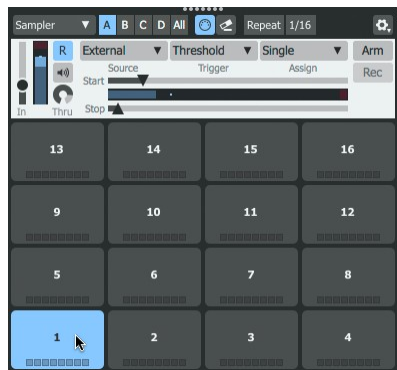 Sampler A B C D All Repeat 1/16
R External Threshold Single Arm
Source Trigger Assign
Start Rec
In Thru Stop
13 14 15 16
9 10 11 12
5 6 7 8
1 2 3 4